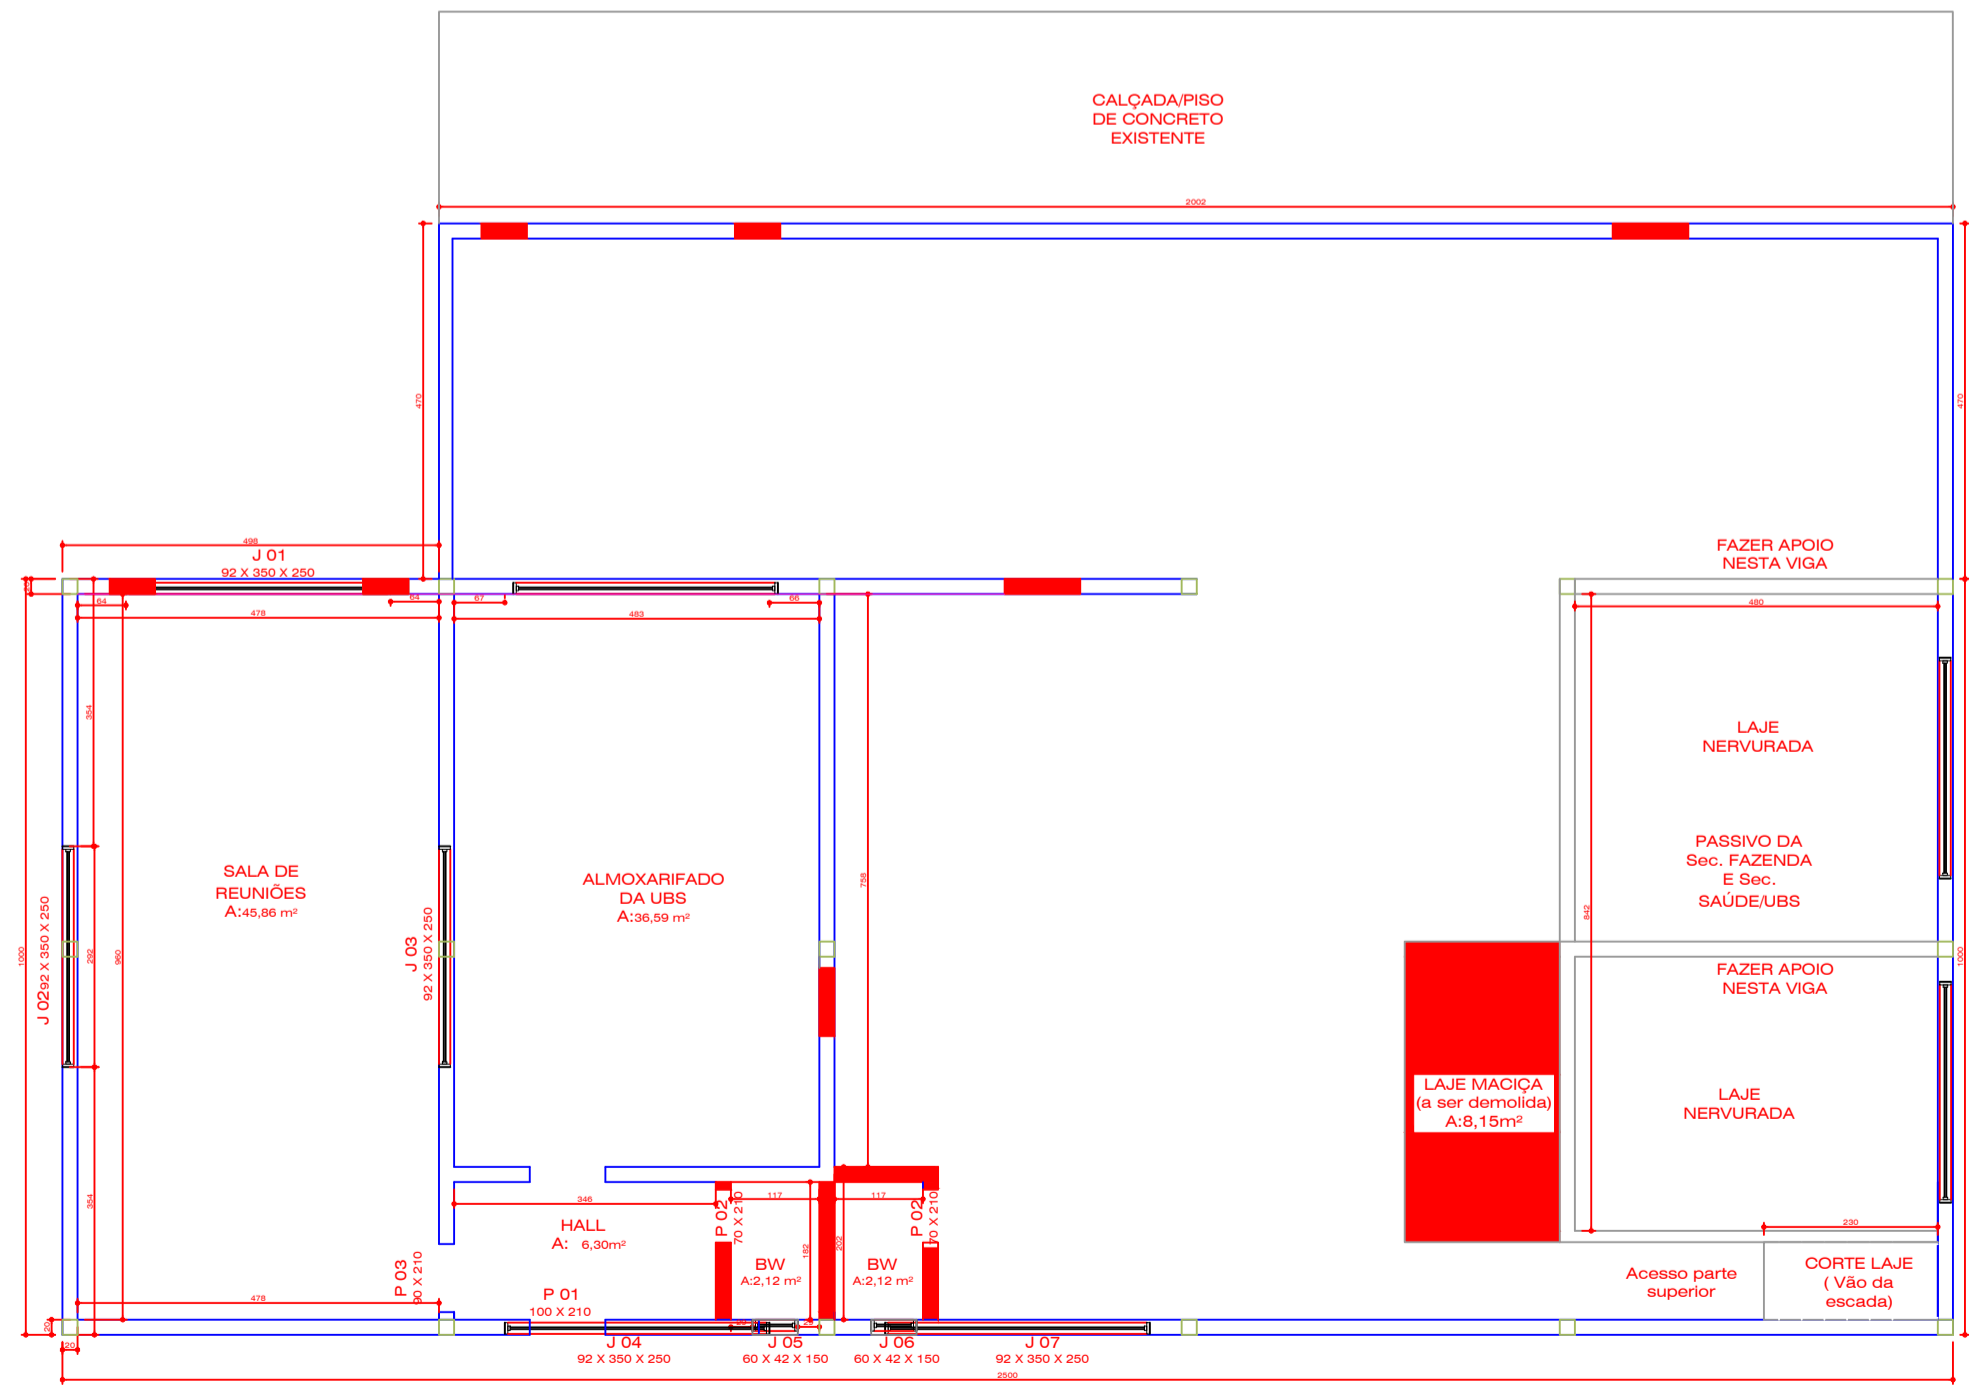 CALÇADA/PISO
DE CONCRETO
EXISTENTE
2002
470
470
498
J 01
92 X 350 X 250
FAZER APOIO
NESTA VIGA
64
64
67
66
480
478
483
354
LAJE
NERVURADA
PASSIVO DA
Sec. FAZENDA
E Sec.
SAÚDE/UBS
SALA DE
REUNIÕES
A:45,86 m²
ALMOXARIFADO
DA UBS
A:36,59 m²
758
842
J 02
92 X 350 X 250
1000
292
960
J 03
92 X 350 X 250
1000
FAZER APOIO
NESTA VIGA
LAJE MACIÇA
(a ser demolida)
A:8,15m²
LAJE
NERVURADA
354
346
117
117
P 02
70 X 210
P 02
70 X 210
HALL
A: 6,30m²
182
202
230
BW
A:2,12 m²
BW
A:2,12 m²
Acesso parte
superior
CORTE LAJE
( Vão da
escada)
P 03
90 X 210
478
P 01
100 X 210
20
20
J 04
92 X 350 X 250
J 05
60 X 42 X 150
J 06
60 X 42 X 150
J 07
92 X 350 X 250
2500